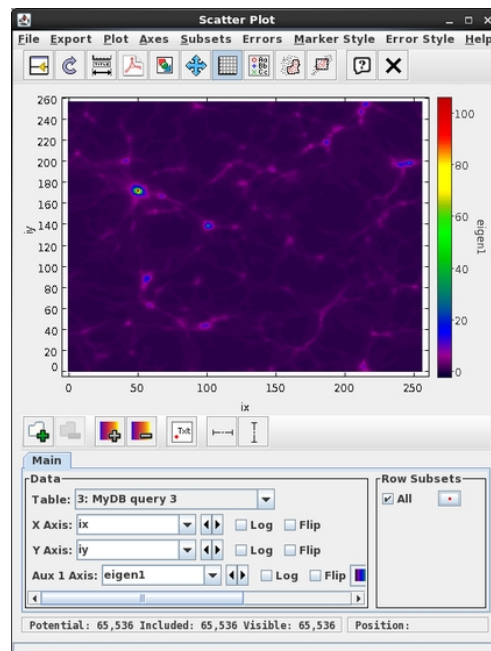 Scatter Plot
File Export Plot Axes Subsets Errors Marker Style Error Style Help
260
240
220
200
180
160
140
120
100
80
60
40
20
0
iy
0 50 100 150 200 250
ix
100
80
60
40
20
0
eigen1
Main
Data
Row Subsets
Table: 3: MyDB query 3
All
X Axis: ix Log Flip
Y Axis: iy Log Flip
Aux 1 Axis: eigen1 Log Flip
Potential: 65,536 Included: 65,536 Visible: 65,536 Position: